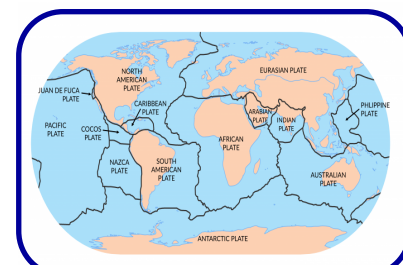 NORTH
AMERICAN
PLATE
EURASIAN PLATE
JUAN DE FUCA
PLATE
CARIBBEAN
PLATE
ARABIAN
PLATE
INDIAN
PLATE
PHLIPPINE
PLATE
PACIFIC
PLATE
COCOS
PLATE
AFRICAN
PLATE
NAZCA
PLATE
SOUTH
AMERICAN
PLATE
AUSTRALIAN
PLATE
ANTARCTIC PLATE